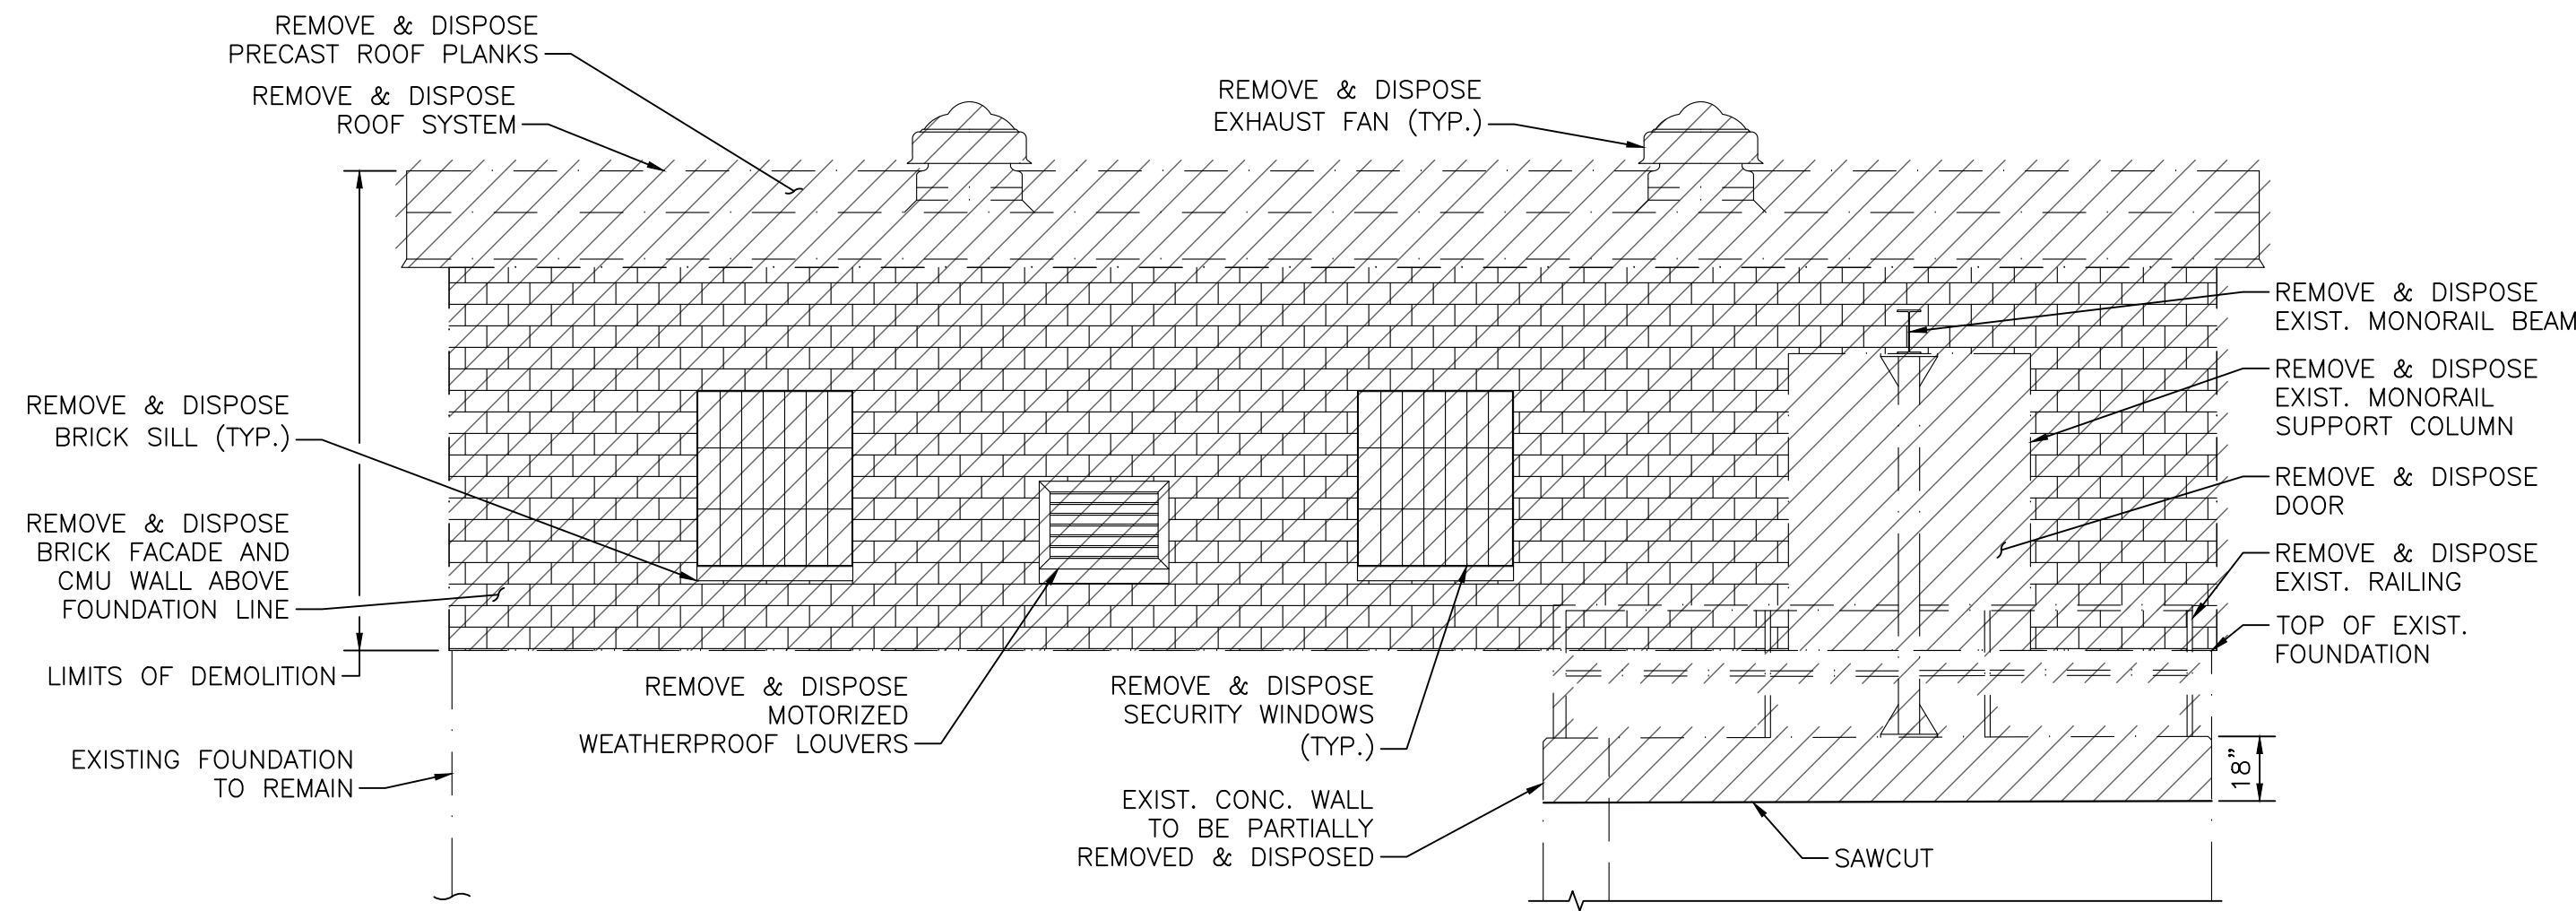 REMOVE & DISPOSE
PRECAST ROOF PLANKS
REMOVE & DISPOSE
ROOF SYSTEM
REMOVE & DISPOSE
EXHAUST FAN (TYP.)
REMOVE & DISPOSE
BRICK SILL (TYP.)
REMOVE & DISPOSE
BRICK FACADE AND
CMU WALL ABOVE
FOUNDATION LINE
LIMITS OF DEMOLITION
EXISTING FOUNDATION
TO REMAIN
REMOVE & DISPOSE
MOTORIZED
WEATHERPROOF LOUVERS
REMOVE & DISPOSE
SECURITY WINDOWS
(TYP.)
EXIST. CONC. WALL
TO BE PARTIALLY
REMOVED & DISPOSED
SAWCUT
REMOVE & DISPOSE
EXIST. MONORAIL BEAM
REMOVE & DISPOSE
EXIST. MONORAIL
SUPPORT COLUMN
REMOVE & DISPOSE
DOOR
REMOVE & DISPOSE
EXIST. RAILING
TOP OF EXIST.
FOUNDATION
18"